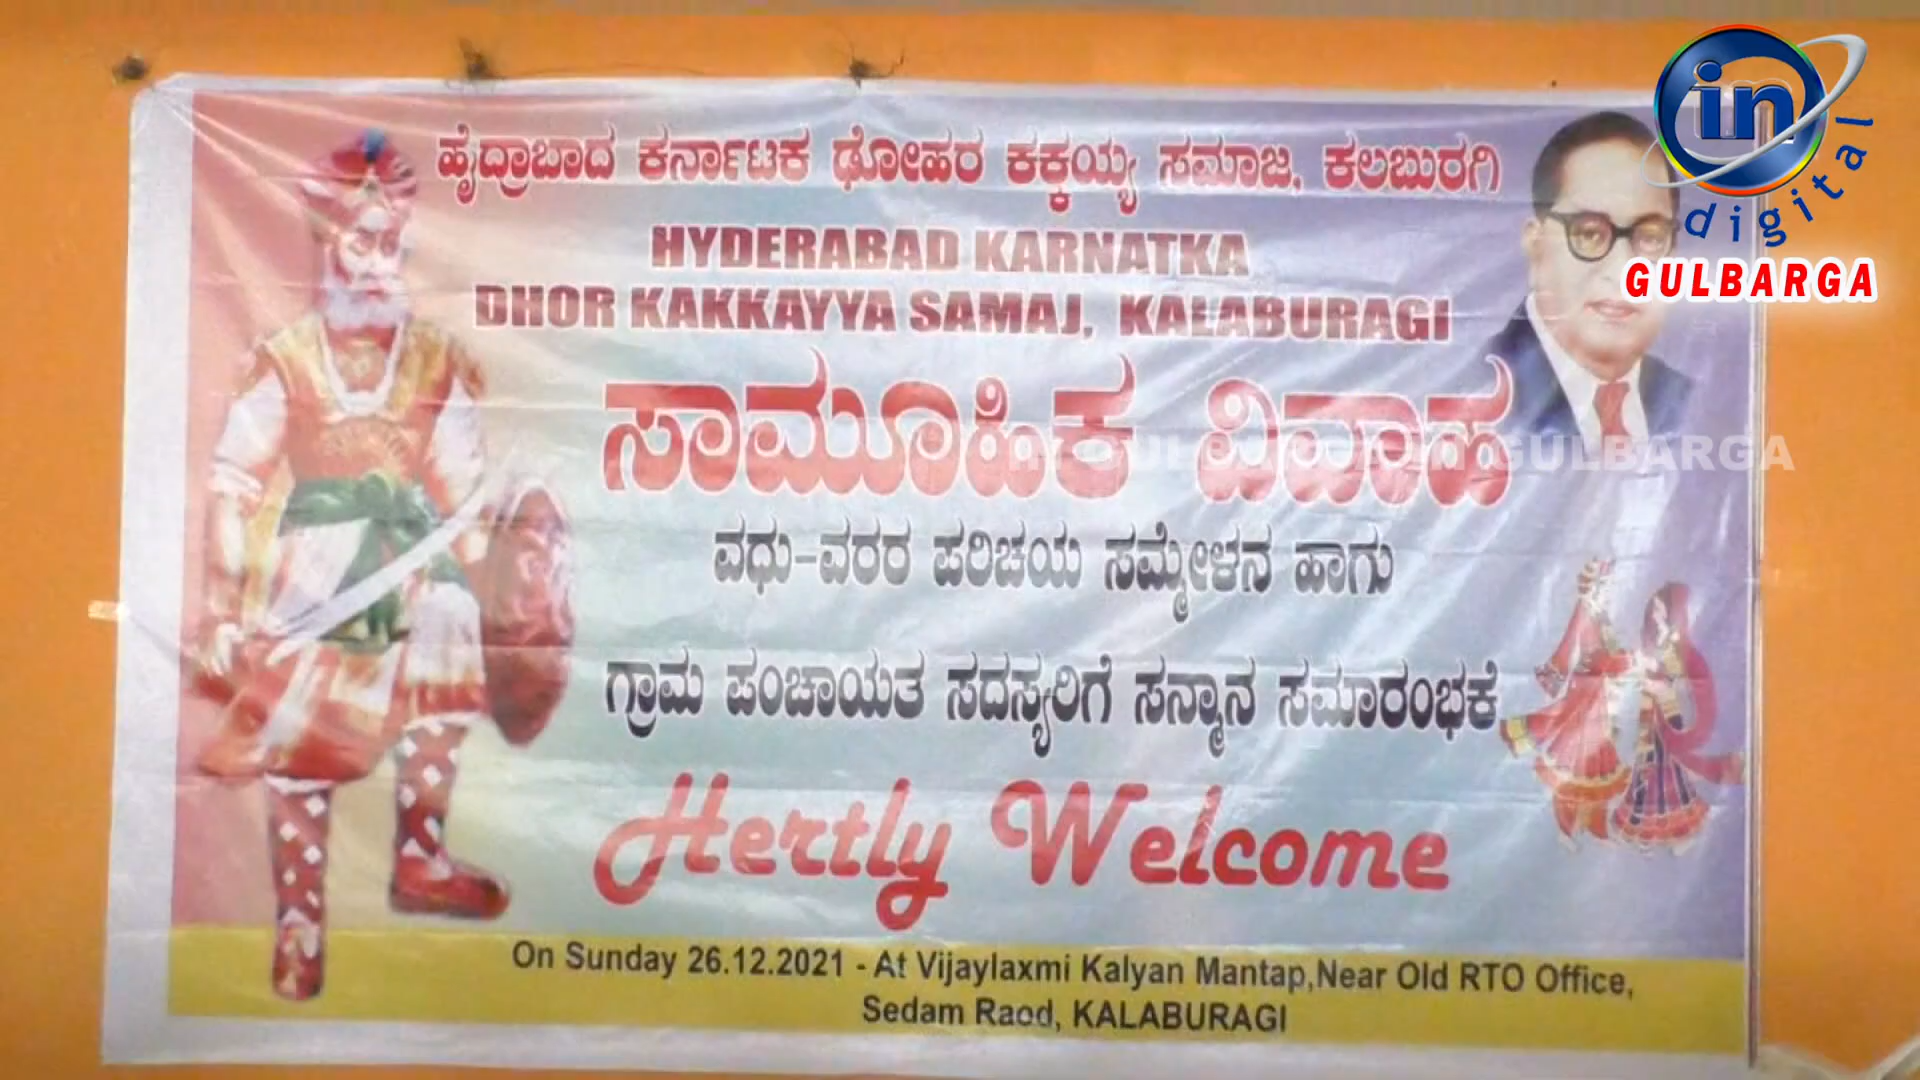 ಹೈದ್ರಾಬಾದ ಕರ್ನಾಟಕ ಢೋಹರ ಕಕ್ಕಯ್ಯ ಸಮಾಜ, ಕಲಬುರಗಿ
HYDERABAD KARNATKA
DHOR KAKKAYYA SAMAJ, KALABURAGI
ಸಾಮೂಹಿಕ ವಿವಾಹ
ವಧು-ವರರ ಪರಿಚಯ ಸಮ್ಮೇಳನ ಹಾಗು
ಗ್ರಾಮ ಪಂಚಾಯತ ಸದಸ್ಯರಿಗೆ ಸನ್ಮಾನ ಸಮಾರಂಭಕೆ
Hertly Welcome
On Sunday 26.12.2021 - At Vijaylaxmi Kalyan Mantap,Near Old RTO Office,
Sedam Raod, KALABURAGI
in
digital
GULBARGA
GULBARGA